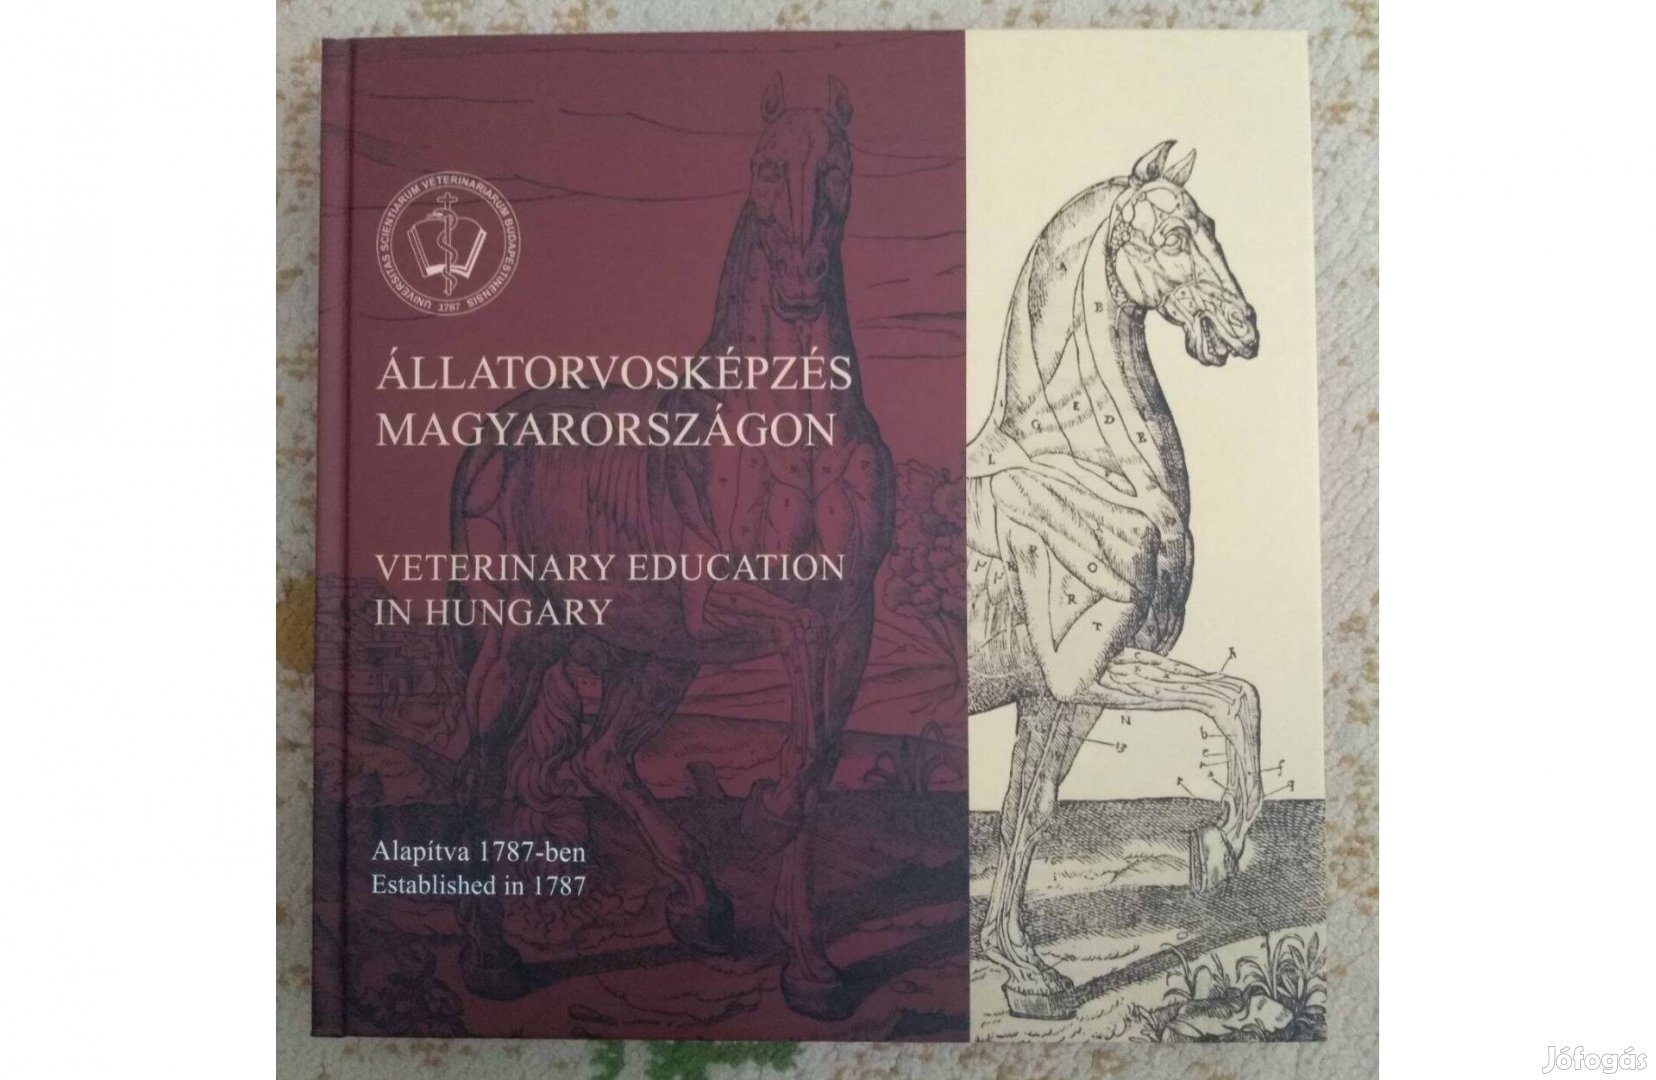 UNIVERSITAS SCIENTIARUM VETERINARIARUM BUDAPESTINENSIS
1787
ÁLLATORVOSKÉPZÉS
MAGYARORSZÁGON
VETERINARY EDUCATION
IN HUNGARY
Alapítva 1787-ben
Established in 1787
Jófogás